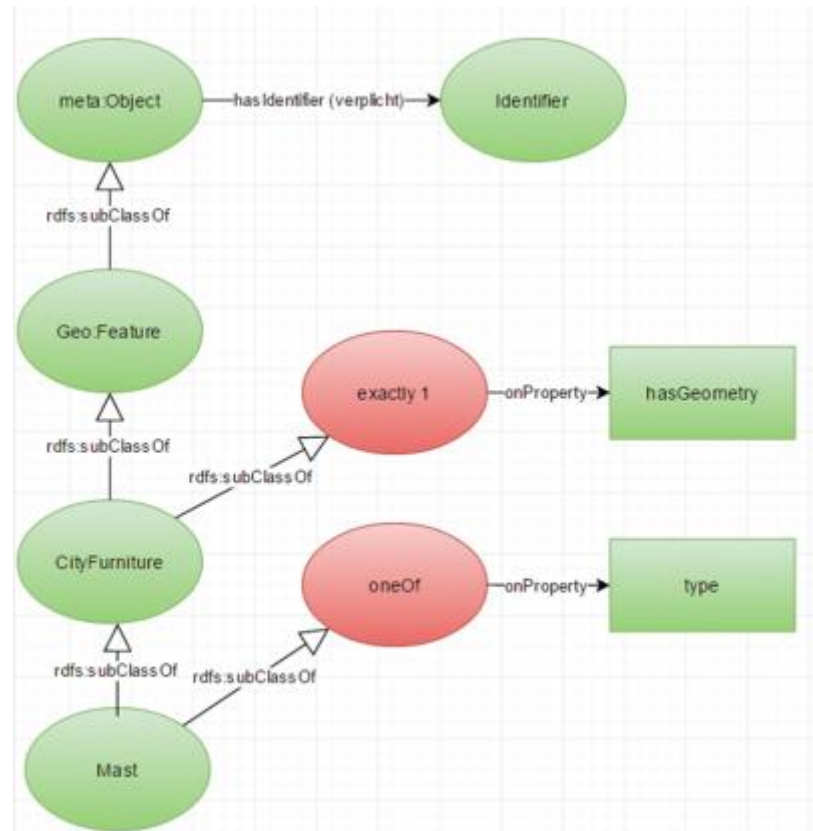 meta:Object
hasIdentifier (verplicht)
Identifier
rdfs:subClassOf
Geo:Feature
exactly 1
onProperty
hasGeometry
rdfs:subClassOf
rdfs:subClassOf
CityFurniture
oneOf
onProperty
type
rdfs:subClassOf
rdfs:subClassOf
Mast